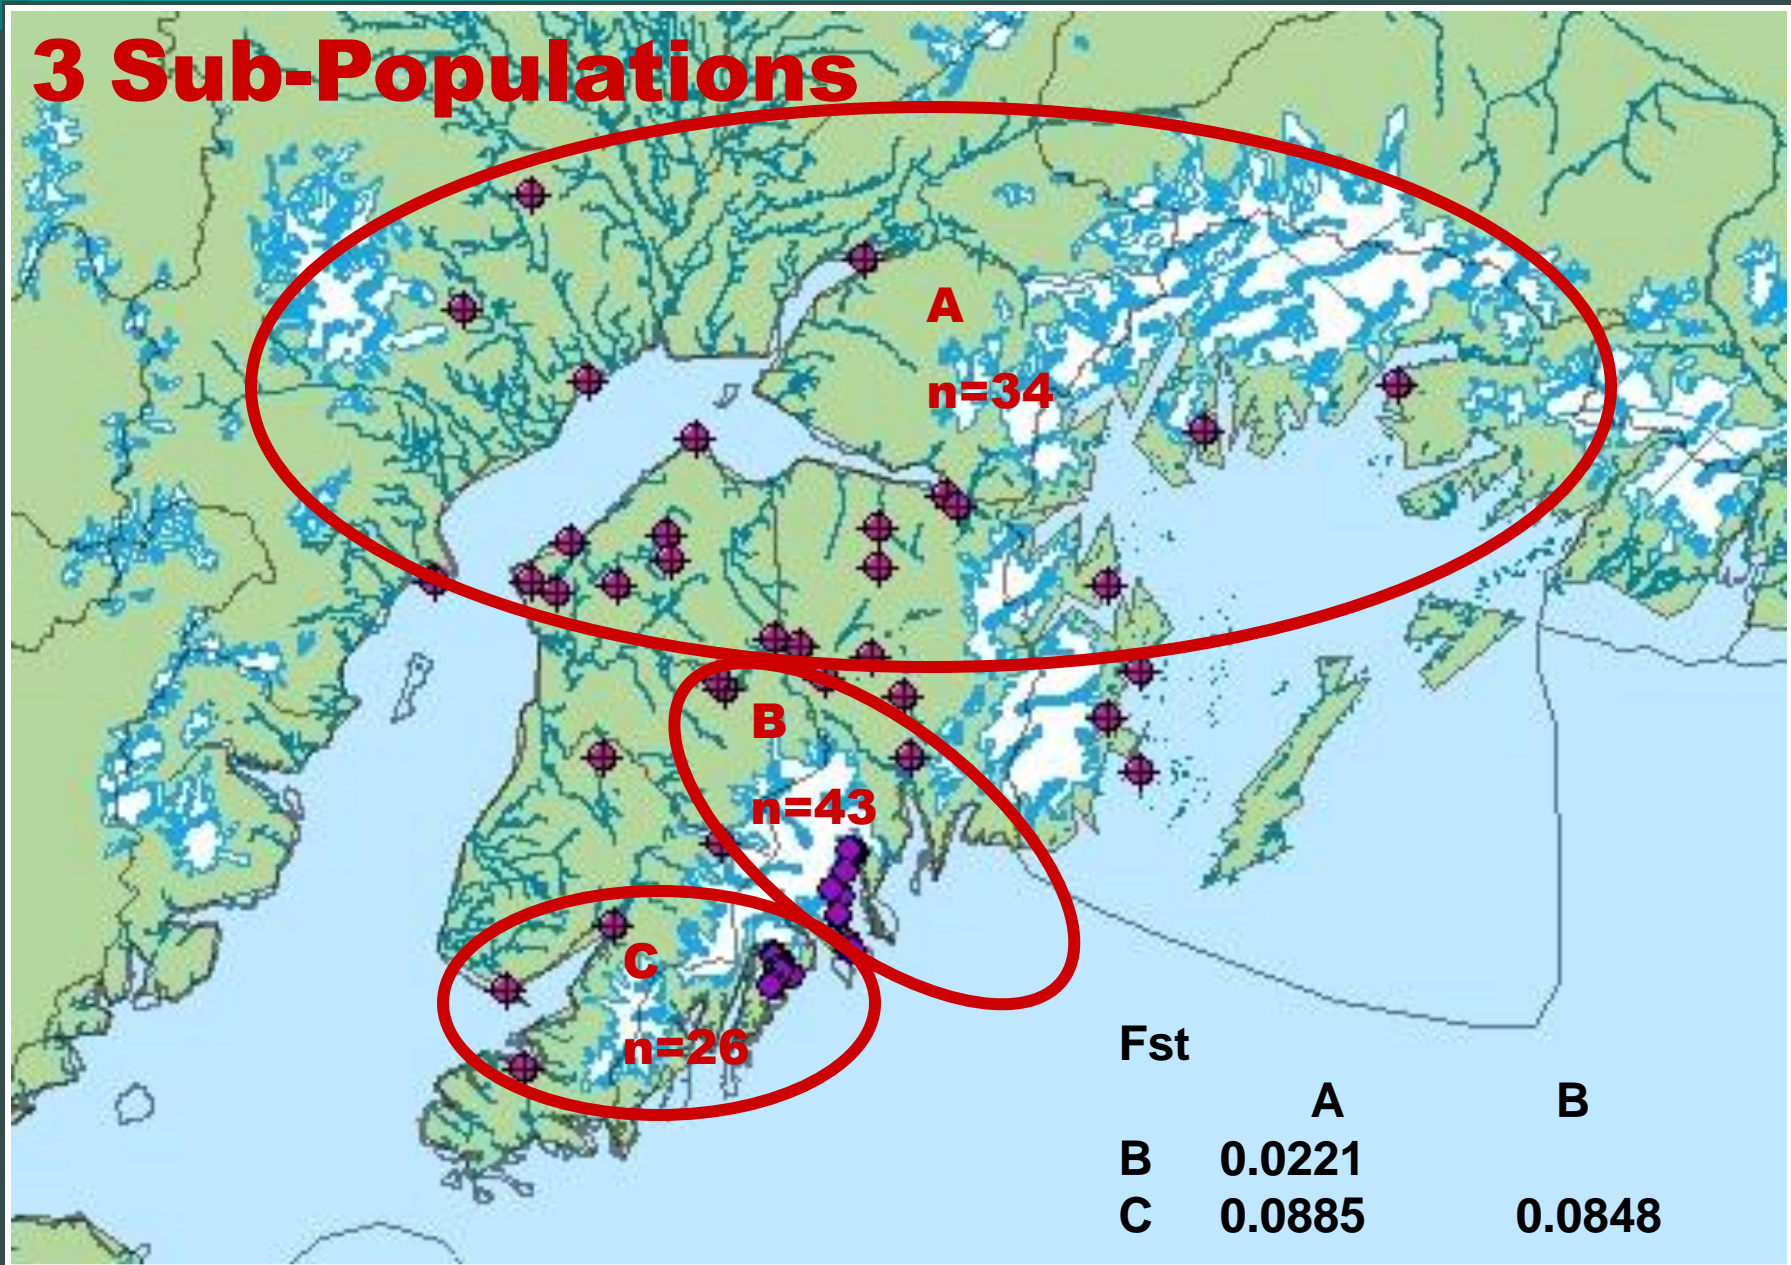 3 Sub-Populations
A
n=34
B
n=43
C
n=26
Fst
A B
B 0.0221
C 0.0885 0.0848